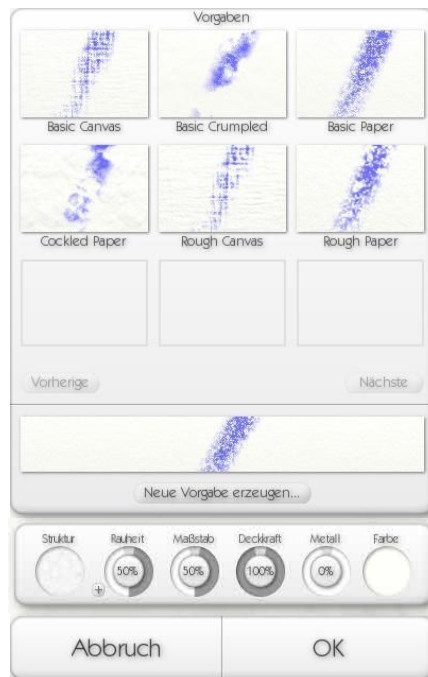 Vorgaben
Basic Canvas Basic Crumpled Basic Paper
Cockled Paper Rough Canvas Rough Paper
Vorherige Nächste
Neue Vorgabe erzeugen...
Struktur Rauheit Maßstab Deckkraft Metall Farbe
+ 50% 50% 100% 0%
Abbruch OK